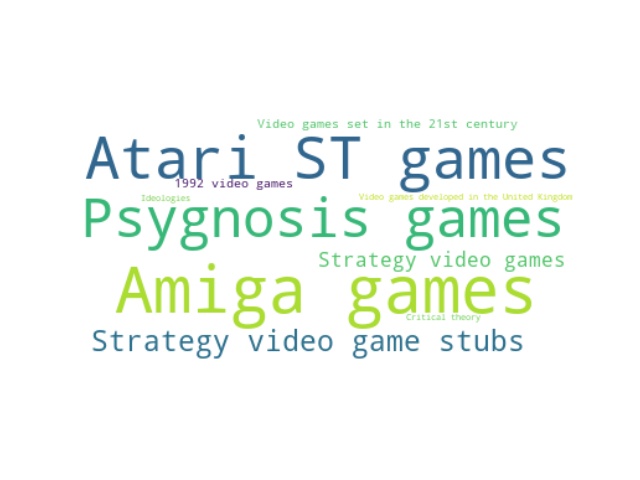 Video games set in the 21st century
Atari ST games
1992 video games
Ideologies
Video games developed in the United Kingdom
Psygnosis games
Strategy video games
Amiga games
Critical theory
Strategy video game stubs